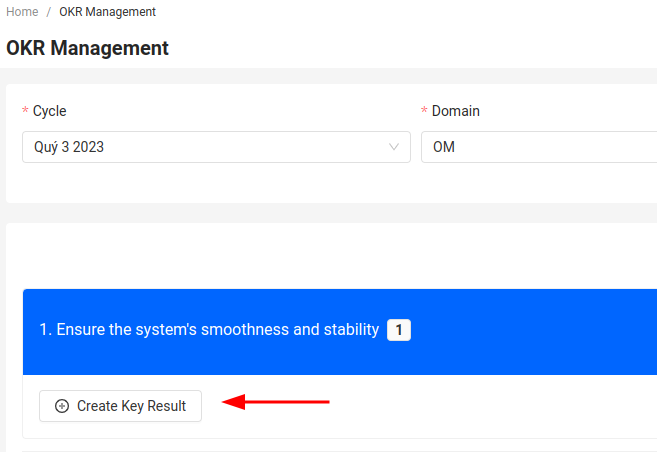 Home / OKR Management
OKR Management
* Cycle
* Domain
Quý 3 2023
OM
1. Ensure the system's smoothness and stability 1
Create Key Result